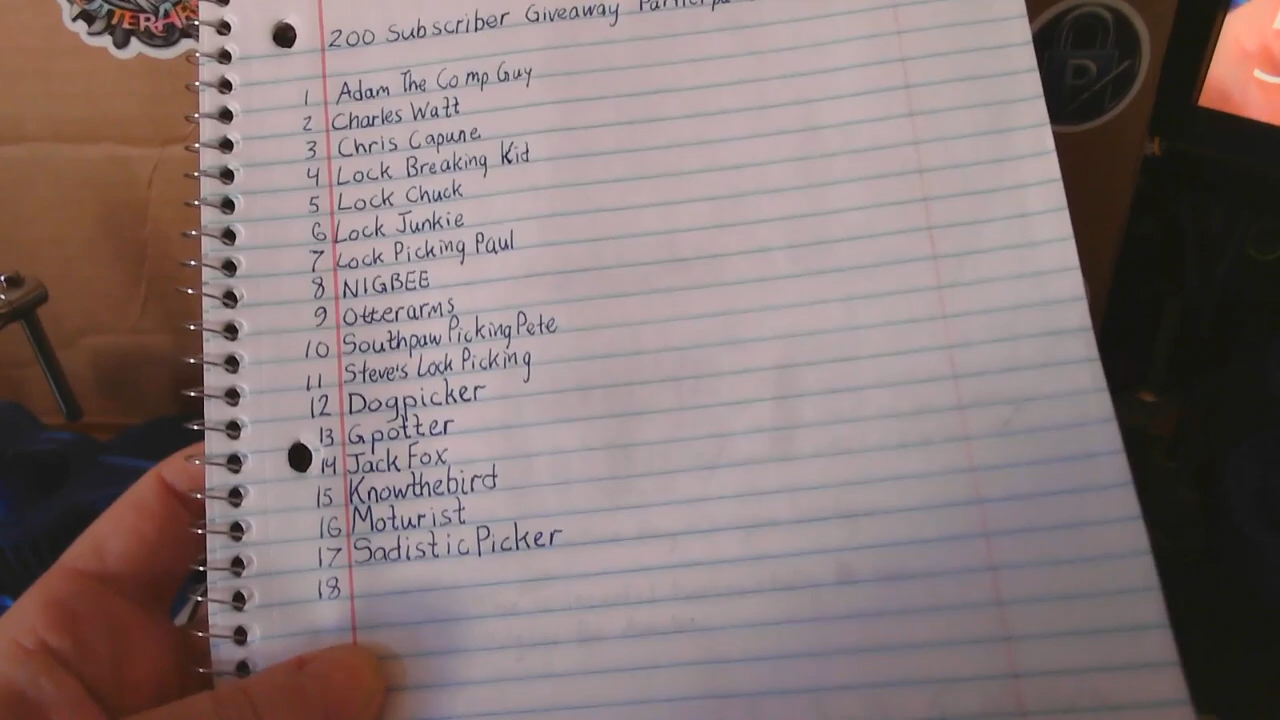 200 Subscriber Giveaway
1 Adam The Comp Guy
2 Charles Watt
3 Chris Capune
4 Lock Breaking Kid
5 Lock Chuck
6 Lock Junkie
7 Lock Picking Paul
8 NIGBEE
9 Otterarms
10 Southpaw Picking Pete
11 Steve's Lock Picking
12 Dogpicker
13 Gpotter
14 Jack Fox
15 Knowthebird
16 Moturist
17 Sadistic Picker
18